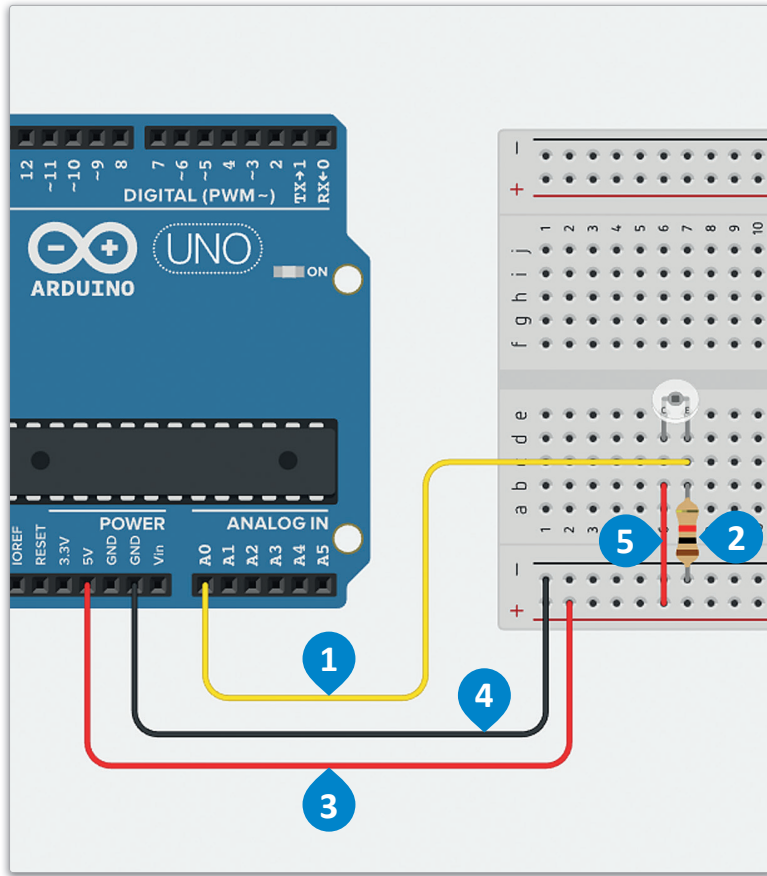 12
~11
~10
~9
8
7
~6
~5
4
~3
2
TX→1
RX←0
DIGITAL (PWM~)
UNO
ARDUINO
ON
IOREF
RESET
3.3V
5V
GND
GND
Vin
POWER
ANALOG IN
A0
A1
A2
A3
A4
A5
−
+
1 2 3 4 5 6 7 8 9 10
j
i
h
g
f
C E
e
d
c
b
a
1 2 3
−
+
5
2
1
4
3